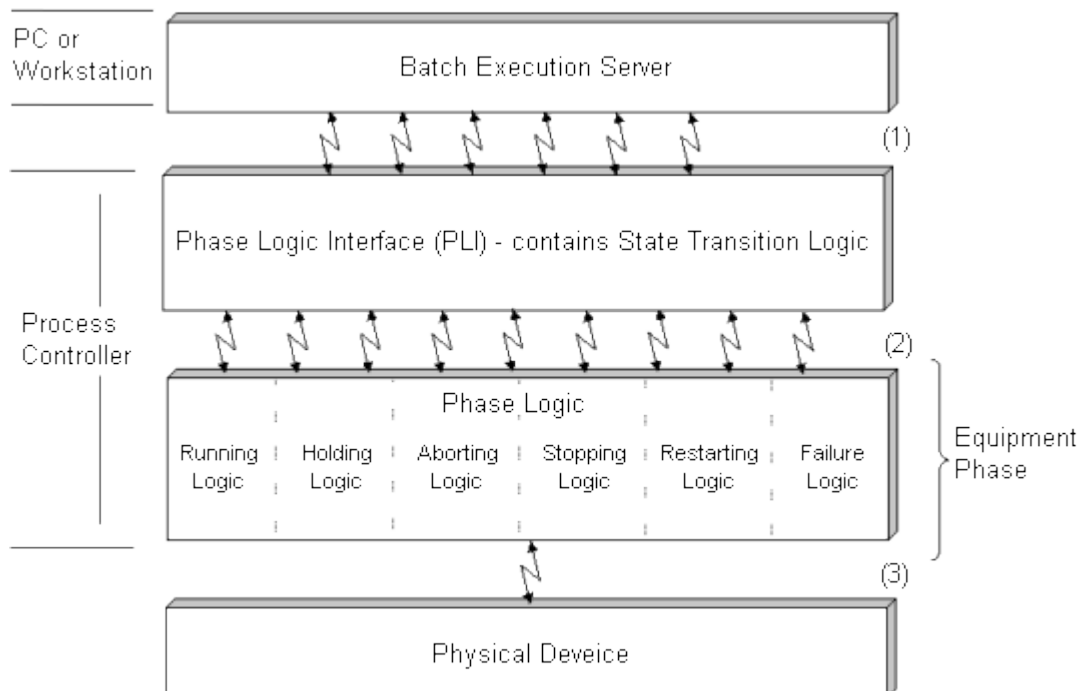 PC or
Workstation
Batch Execution Server
(1)
Phase Logic Interface (PLI) - contains State Transition Logic
Process
Controller
(2)
Phase Logic
Running
Logic
Holding
Logic
Aborting
Logic
Stopping
Logic
Restarting
Logic
Failure
Logic
Equipment
Phase
(3)
Physical Deveice